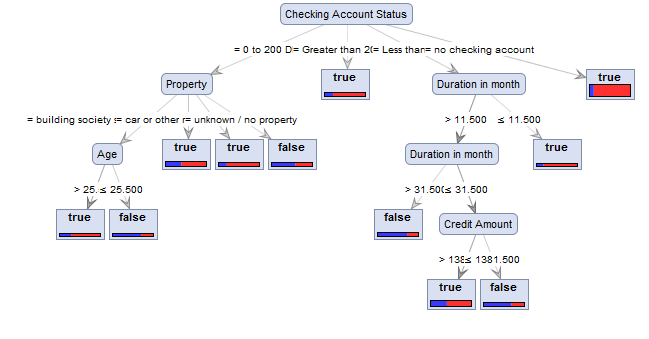 Checking Account Status
= 0 to 200 D= Greater than 2(= Less than= no checking account
Property
true
Duration in month
true
= building society != car or other r= unknown / no property
> 11.500 ≤ 11.500
Age
true
true
false
Duration in month
true
> 25. ≤ 25.500
> 31.50(≤ 31.500
true
false
false
Credit Amount
> 138≤ 1381.500
true
false